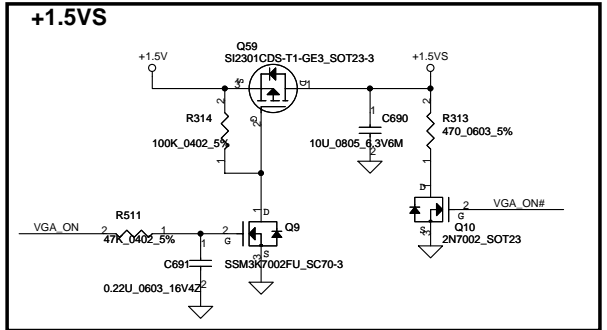 +1.5VS
Q59
SI2301CDS-T1-GE3_SOT23-3
+1.5V
+1.5VS
3
S
D
1
G
2
2
R314
100K_0402_5%
1
1
C690
10U_0805_6.3V6M
2
2
R313
470_0603_5%
1
VGA_ON
2
R511
47K_0402_5%
1
1
C691
0.22U_0603_16V4Z
2
1
D
Q9
2
G
S
3
SSM3K7002FU_SC70-3
1
D
2
G
VGA_ON#
S
3
Q10
2N7002_SOT23